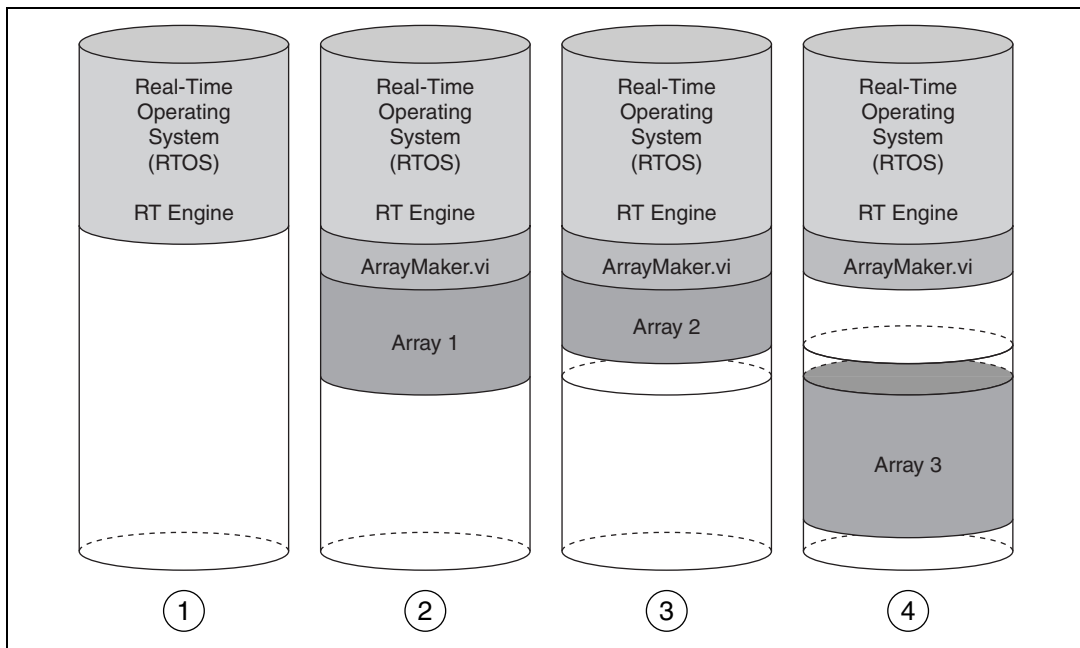 Real-Time
Operating
System
(RTOS)
RT Engine
Real-Time
Operating
System
(RTOS)
RT Engine
ArrayMaker.vi
Array 1
Real-Time
Operating
System
(RTOS)
RT Engine
ArrayMaker.vi
Array 2
Real-Time
Operating
System
(RTOS)
RT Engine
ArrayMaker.vi
Array 3
1
2
3
4